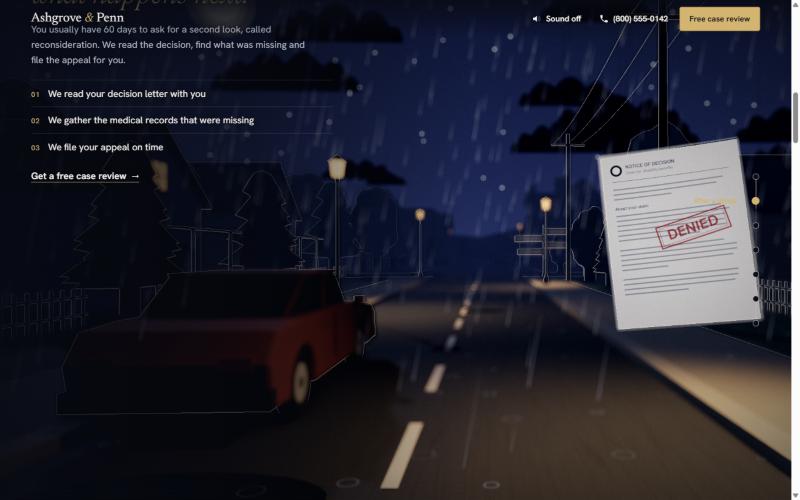 Ashgrove & Penn
Sound off
(800) 555-0142
Free case review
You usually have 60 days to ask for a second look, called
reconsideration. We read the decision, find what was missing and
file the appeal for you.
01 We read your decision letter with you
02 We gather the medical records that were missing
03 We file your appeal on time
Get a free case review →
NOTICE OF DECISION
DENIED